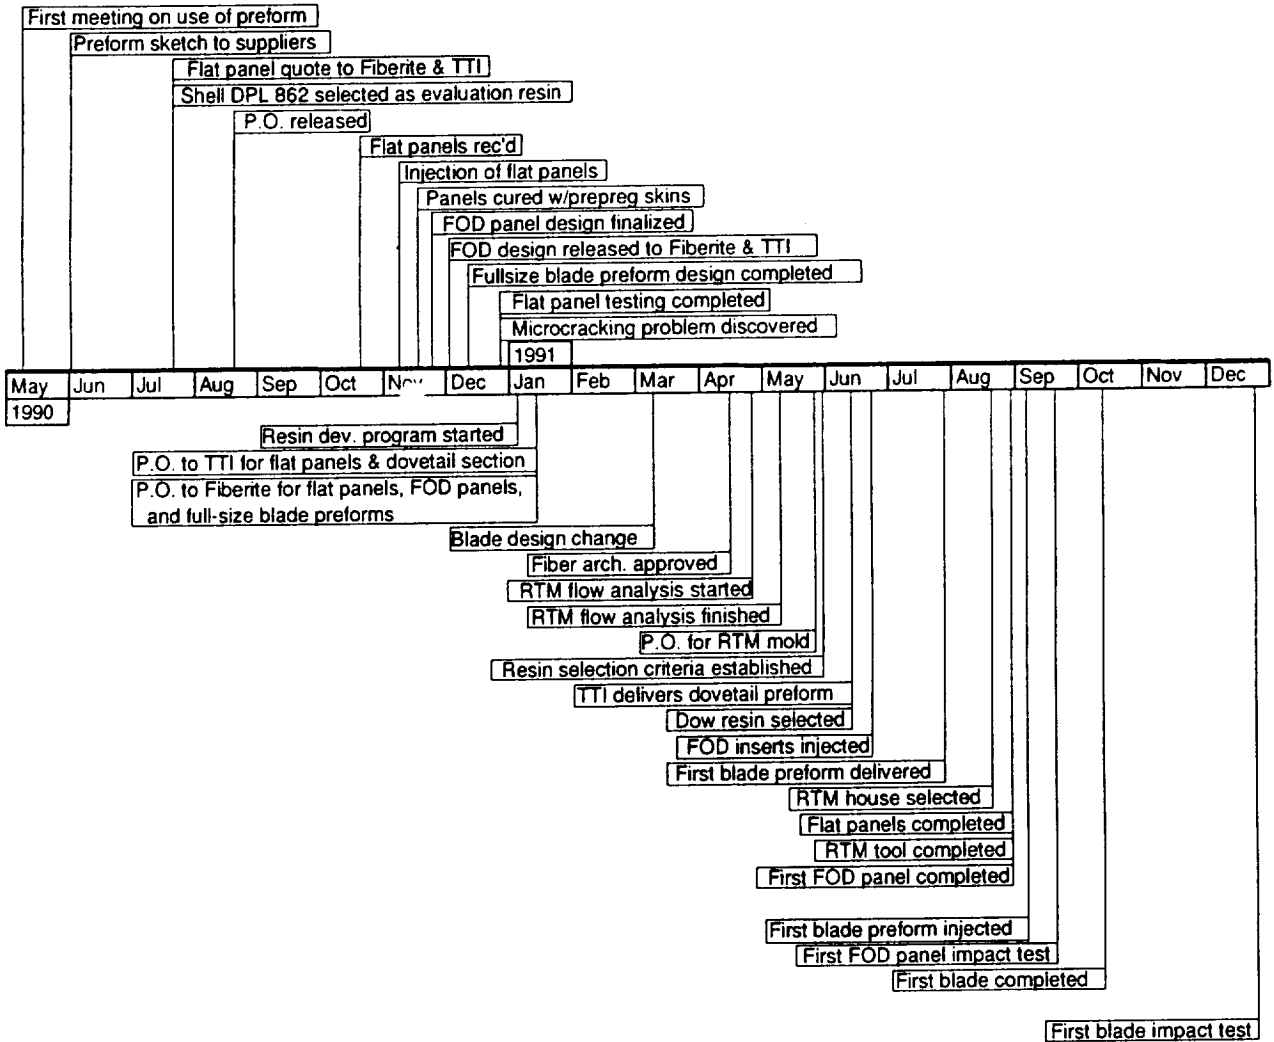 First meeting on use of preform
Preform sketch to suppliers
Flat panel quote to Fiberite & TTI
Shell DPL 862 selected as evaluation resin
P.O. released
Flat panels rec'd
Injection of flat panels
Panels cured w/prepreg skins
FOD panel design finalized
FOD design released to Fiberite & TTI
Fullsize blade preform design completed
Flat panel testing completed
Microcracking problem discovered
1991
May Jun Jul Aug Sep Oct Nov Dec Jan Feb Mar Apr May Jun Jul Aug Sep Oct Nov Dec
1990
Resin dev. program started
P.O. to TTI for flat panels & dovetail section
P.O. to Fiberite for flat panels, FOD panels,
and full-size blade preforms
Blade design change
Fiber arch. approved
RTM flow analysis started
RTM flow analysis finished
P.O. for RTM mold
Resin selection criteria established
TTI delivers dovetail preform
Dow resin selected
FOD inserts injected
First blade preform delivered
RTM house selected
Flat panels completed
RTM tool completed
First FOD panel completed
First blade preform injected
First FOD panel impact test
First blade completed
First blade impact test